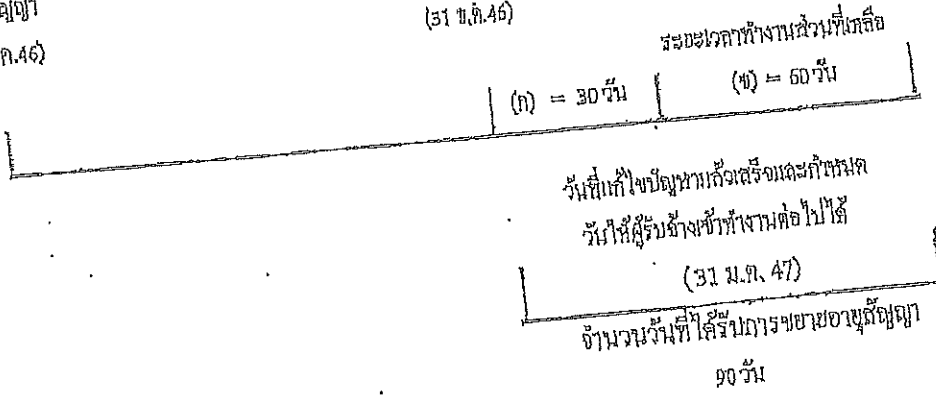 (31 ธ.ค.46)
ค.46)
ระยะเวลาทำงานส่วนที่เหลือ
(ก) = 30 วัน
(ข) = 60 วัน
วันที่แก้ไขปัญหาแล้วเสร็จและกำหนด
วันให้ผู้รับจ้างเข้าทำงานต่อไปได้
(31 ม.ค. 47)
จำนวนวันที่ได้รับการขยายอายุสัญญา
90 วัน